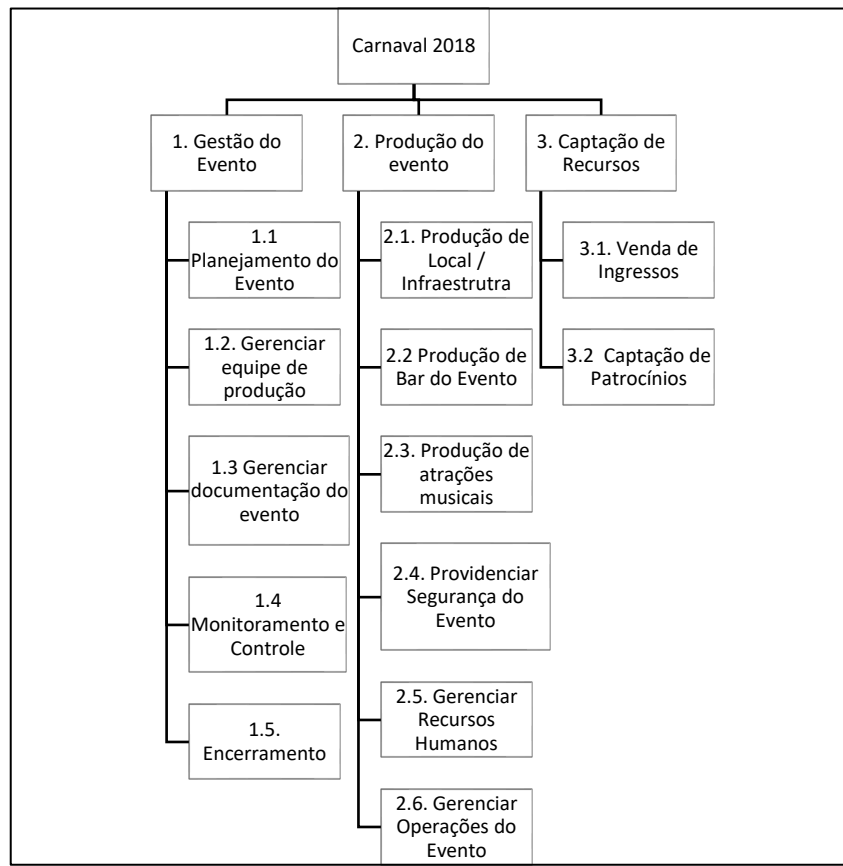 Carnaval 2018
1. Gestão do
Evento
1.1
Planejamento do
Evento
1.2. Gerenciar
equipe de
produção
1.3 Gerenciar
documentação do
evento
1.4
Monitoramento e
Controle
1.5.
Encerramento
2. Produção do
evento
2.1. Produção de
Local /
Infraestrutra
2.2 Produção de
Bar do Evento
2.3. Produção de
atrações
musicais
2.4. Providenciar
Segurança do
Evento
2.5. Gerenciar
Recursos
Humanos
2.6. Gerenciar
Operações do
Evento
3. Captação de
Recursos
3.1. Venda de
Ingressos
3.2 Captação de
Patrocínios